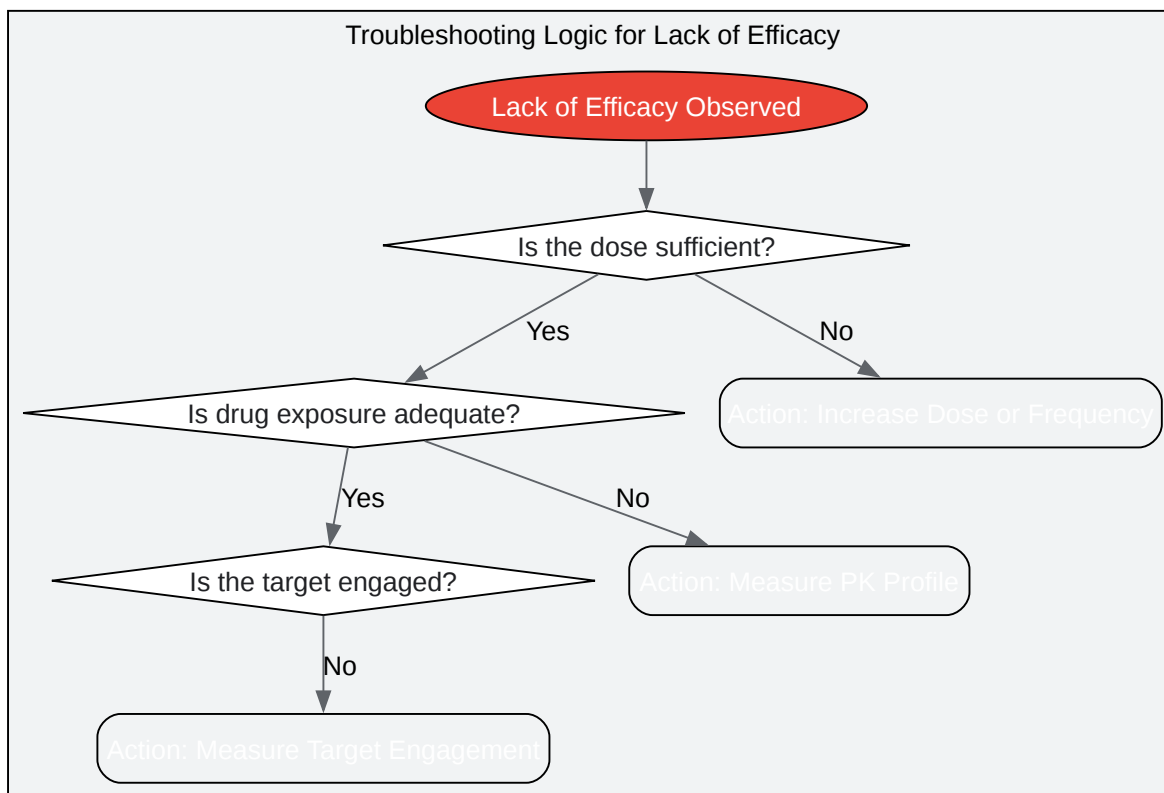 Troubleshooting Logic for Lack of Efficacy
Lack of Efficacy Observed
Is the dose sufficient?
Yes
No
Is drug exposure adequate?
Action: Increase Dose or Frequency
Yes
No
Is the target engaged?
Action: Measure PK Profile
No
Action: Measure Target Engagement